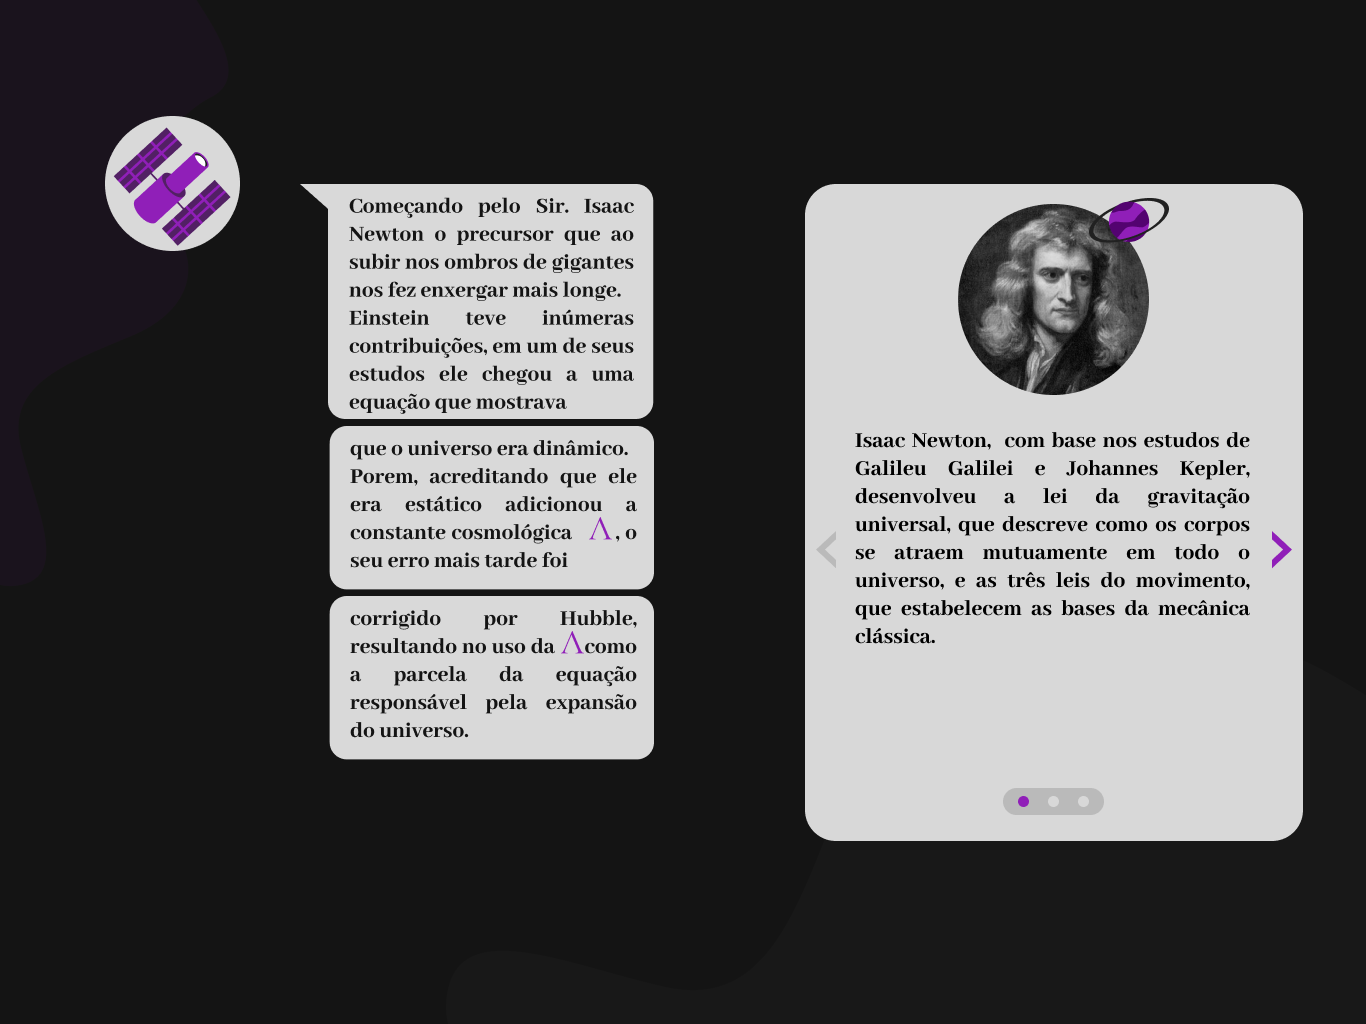 Começando pelo Sir. Isaac
Newton o precursor que ao
subir nos ombros de gigantes
nos fez enxergar mais longe.
Einstein teve inúmeras
contribuições, em um de seus
estudos ele chegou a uma
equação que mostrava
que o universo era dinâmico.
Porem, acreditando que ele
era estático adicionou a
constante cosmológica Λ, o
seu erro mais tarde foi
corrigido por Hubble,
resultando no uso da Λ como
a parcela da equação
responsável pela expansão
do universo.
Isaac Newton, com base nos estudos de
Galileu Galilei e Johannes Kepler,
desenvolveu a lei da gravitação
universal, que descreve como os corpos
se atraem mutuamente em todo o
universo, e as três leis do movimento,
que estabelecem as bases da mecânica
clássica.